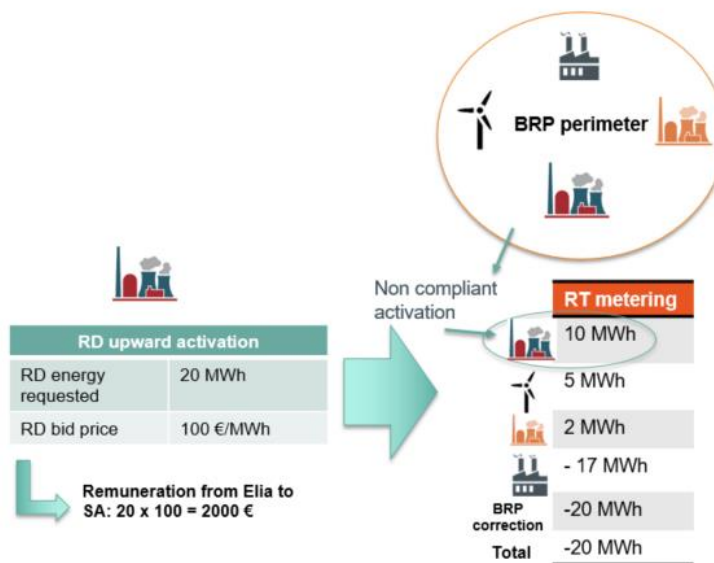 BRP perimeter
Non compliant
activation
RD upward activation
RD energy
requested
20 MWh
RD bid price
100 €/MWh
Remuneration from Elia to
SA: 20 x 100 = 2000 €
RT metering
10 MWh
5 MWh
2 MWh
- 17 MWh
BRP
correction
-20 MWh
Total
-20 MWh